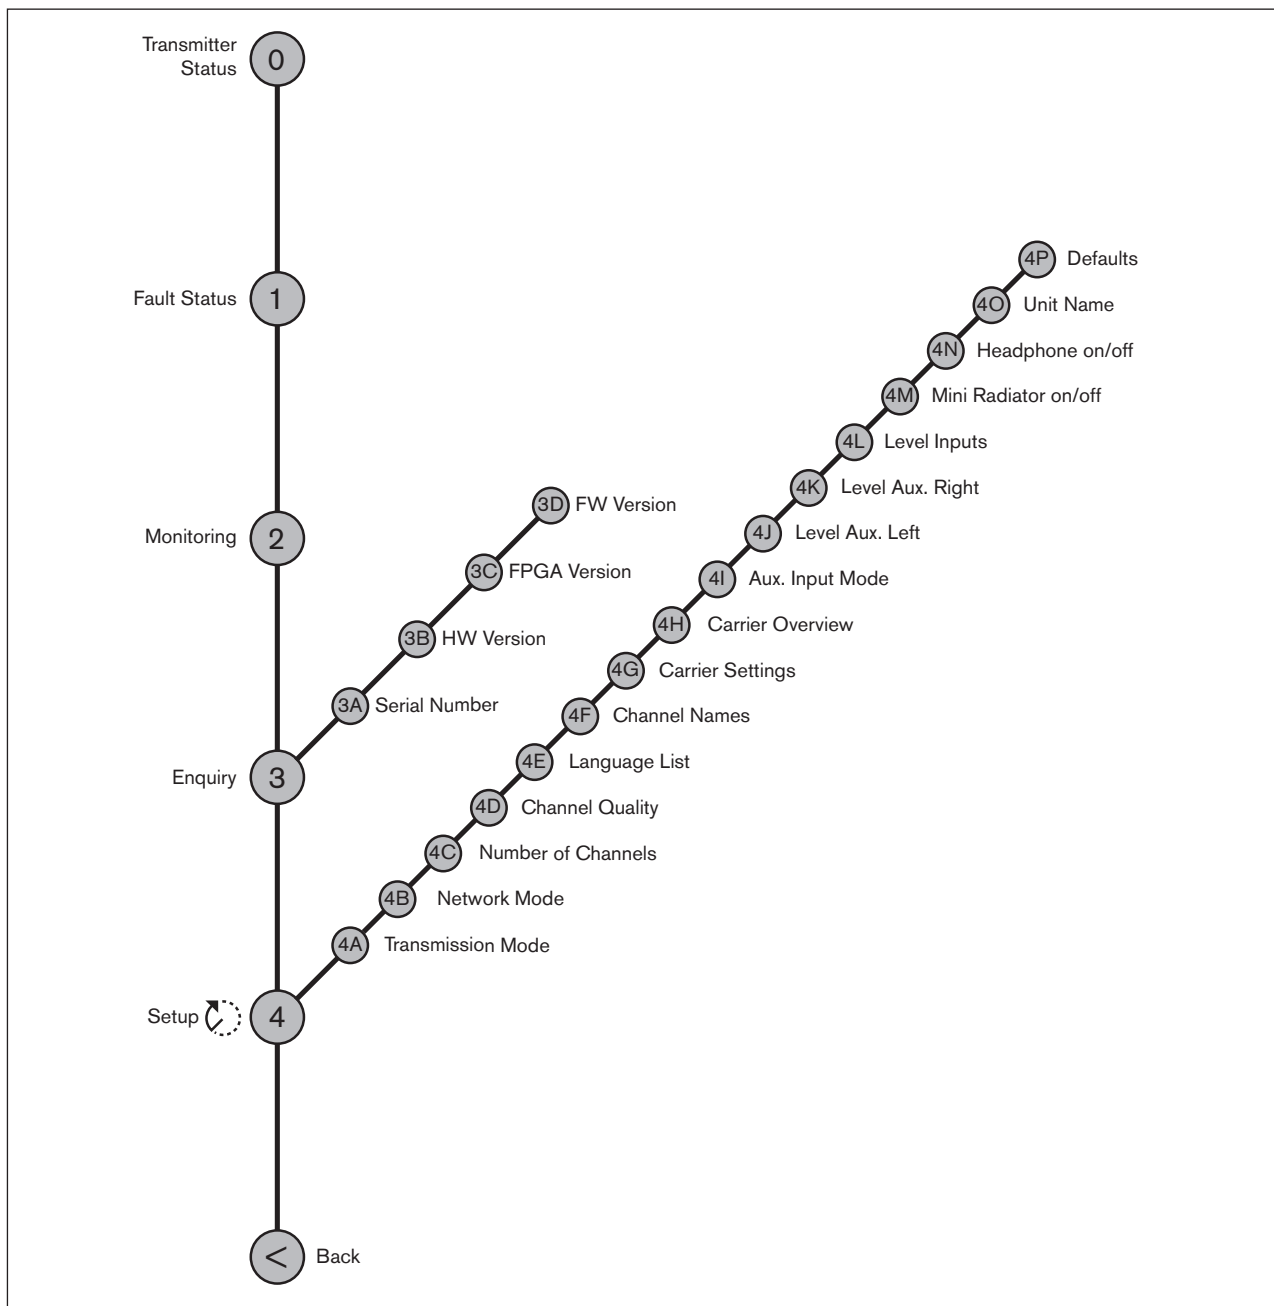 Transmitter
Status
0
4P Defaults
Fault Status 1
4O Unit Name
4N Headphone on/off
4M Mini Radiator on/off
4L Level Inputs
4K Level Aux. Right
3D FW Version
Monitoring 2
4J Level Aux. Left
3C FPGA Version
4I Aux. Input Mode
4H Carrier Overview
3B HW Version
4G Carrier Settings
3A Serial Number
4F Channel Names
4E Language List
Enquiry 3
4D Channel Quality
4C Number of Channels
4B Network Mode
4A Transmission Mode
Setup 4
< Back